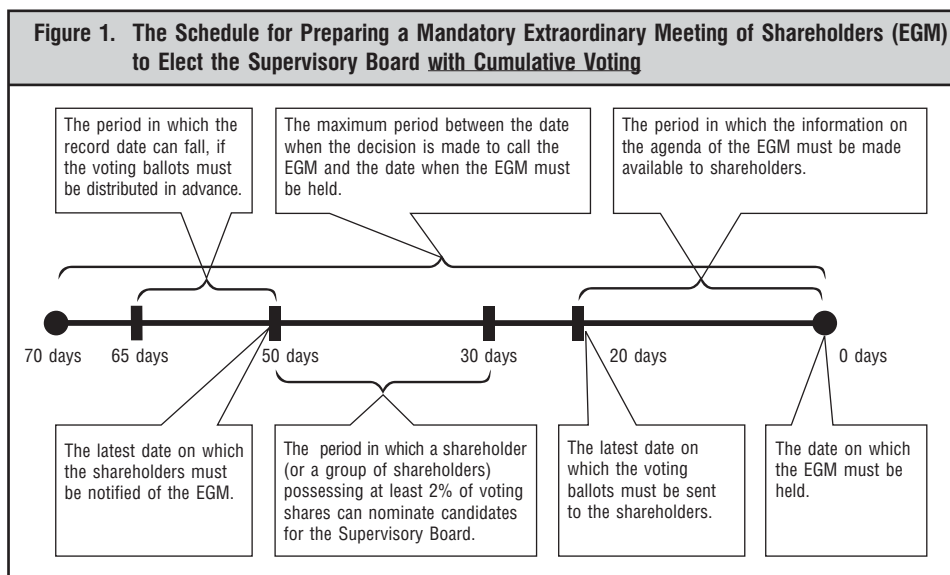 Figure 1. The Schedule for Preparing a Mandatory Extraordinary Meeting of Shareholders (EGM)
to Elect the Supervisory Board with Cumulative Voting
The period in which the
record date can fall, if
the voting ballots must
be distributed in advance.
The maximum period between the date
when the decision is made to call the
EGM and the date when the EGM must
be held.
The period in which the information on
the agenda of the EGM must be made
available to shareholders.
70 days
65 days
50 days
30 days
20 days
0 days
The latest date on which
the shareholders must
be notified of the EGM.
The period in which a shareholder
(or a group of shareholders)
possessing at least 2% of voting
shares can nominate candidates
for the Supervisory Board.
The latest date on
which the voting
ballots must be sent
to the shareholders.
The date on which
the EGM must be
held.